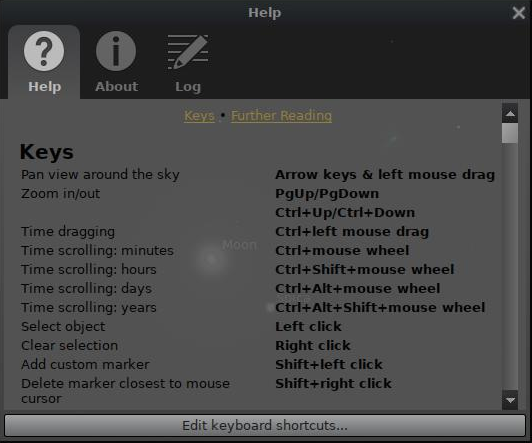 Help
Help About Log
Keys • Further Reading
Keys
Pan view around the sky Arrow keys & left mouse drag
Zoom in/out PgUp/PgDown
Ctrl+Up/Ctrl+Down
Time dragging Ctrl+left mouse drag
Moon
Time scrolling: minutes Ctrl+mouse wheel
Time scrolling: hours Ctrl+Shift+mouse wheel
Time scrolling: days Ctrl+Alt+mouse wheel
Time scrolling: years Ctrl+Alt+Shift+mouse wheel
Select object Left click
Clear selection Right click
Add custom marker Shift+left click
Delete marker closest to mouse Shift+right click
cursor
Edit keyboard shortcuts...